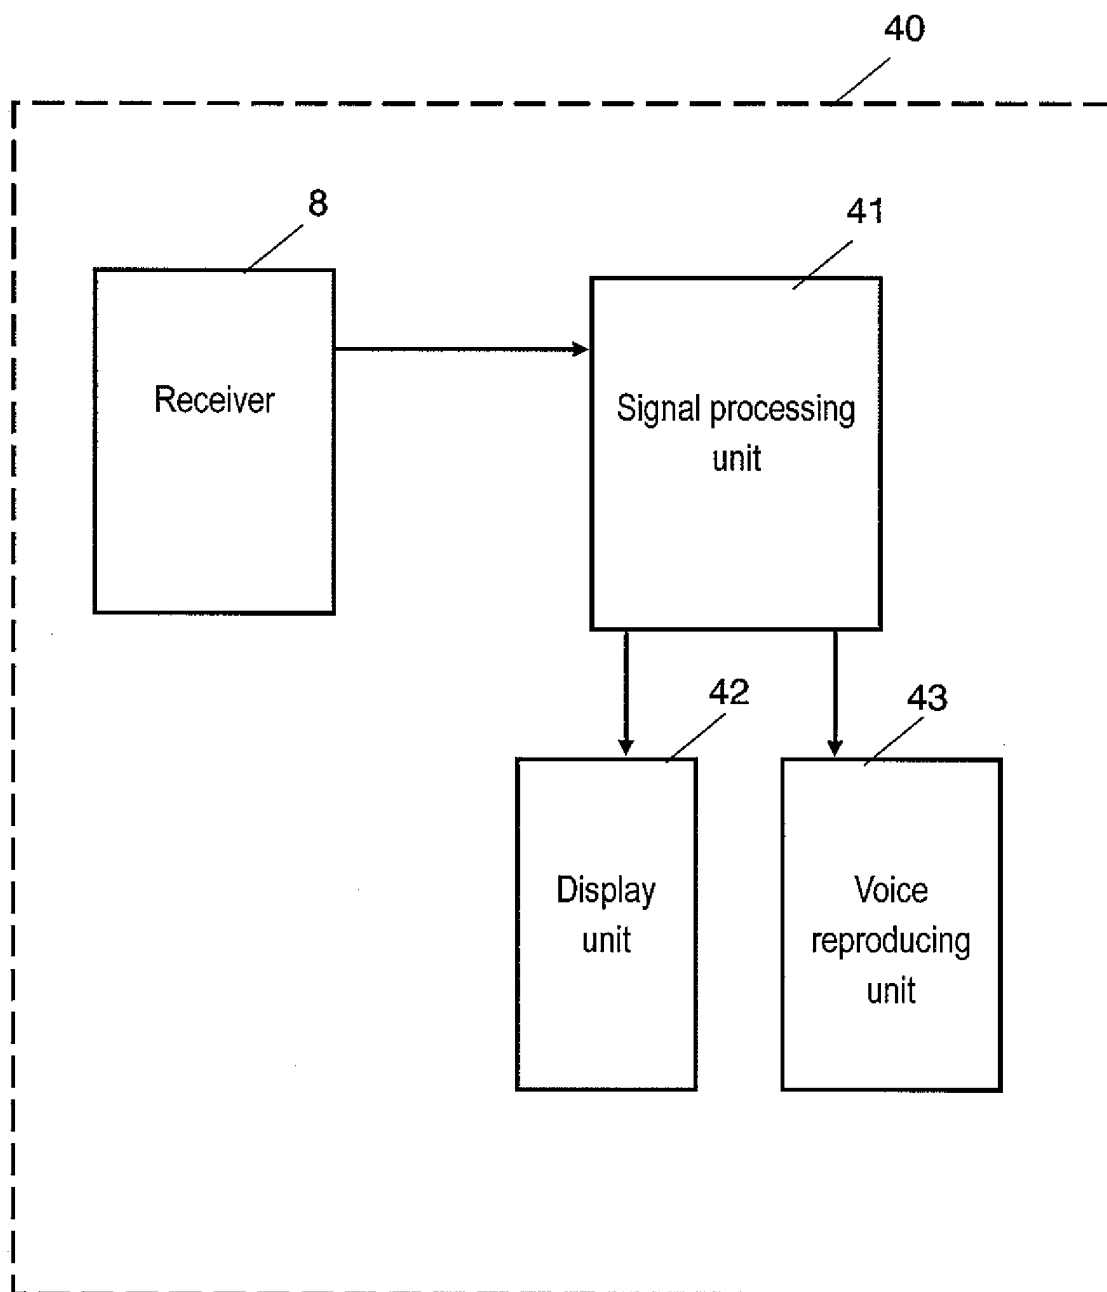 40
8
41
Receiver
Signal processing
unit
42
43
Display
unit
Voice
reproducing
unit